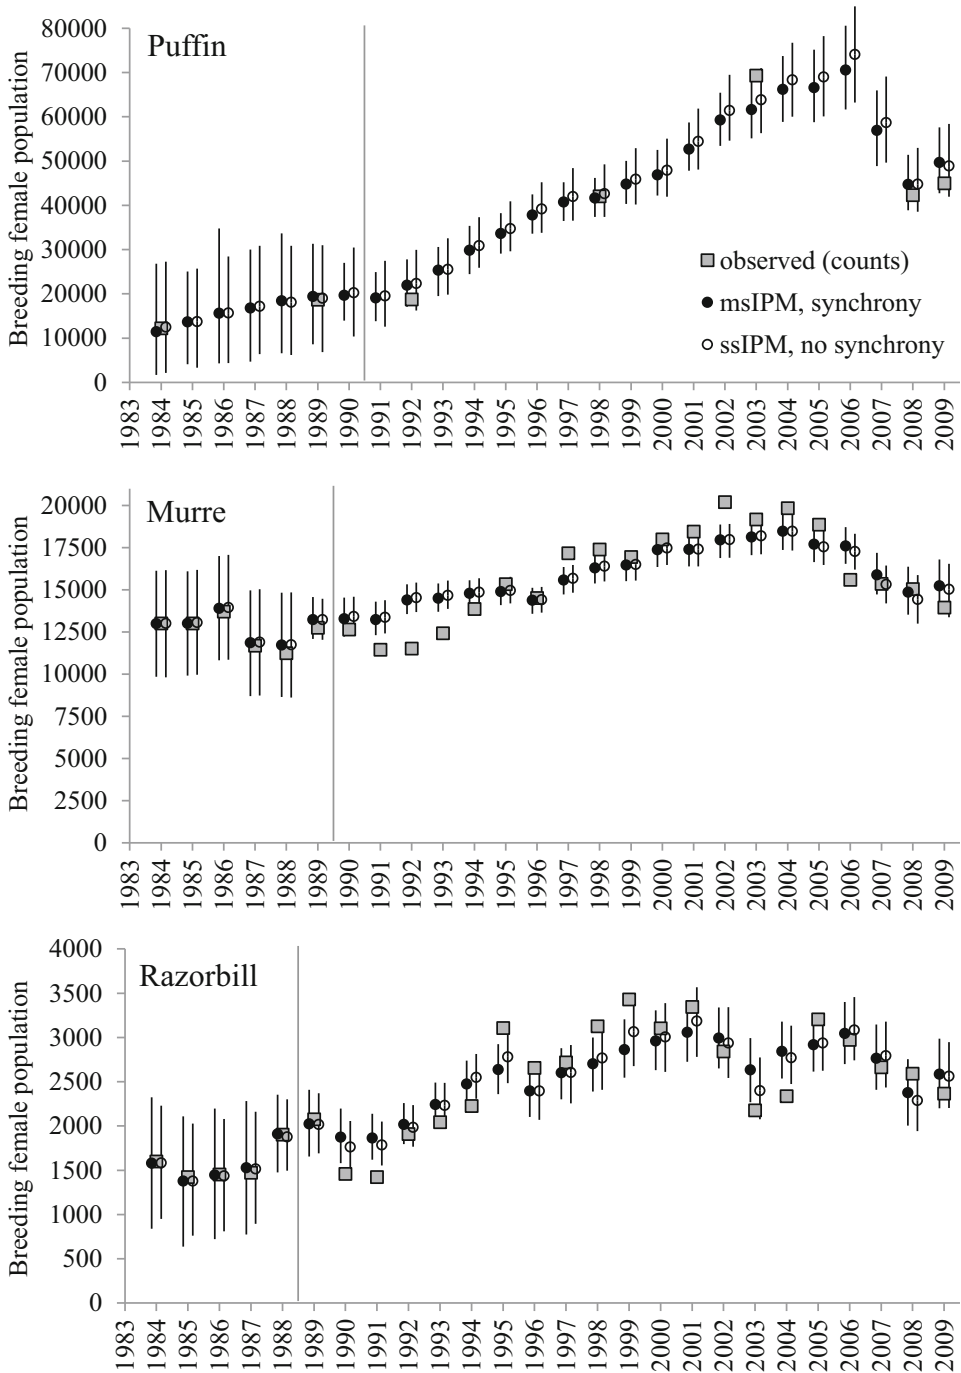 Puffin
Breeding female population
80000
70000
60000
50000
40000
30000
20000
10000
0
observed (counts)
msIPM, synchrony
ssIPM, no synchrony
1983 1984 1985 1986 1987 1988 1989 1990 1991 1992 1993 1994 1995 1996 1997 1998 1999 2000 2001 2002 2003 2004 2005 2006 2007 2008 2009
Murre
Breeding female population
20000
17500
15000
12500
10000
7500
5000
2500
0
1983 1984 1985 1986 1987 1988 1989 1990 1991 1992 1993 1994 1995 1996 1997 1998 1999 2000 2001 2002 2003 2004 2005 2006 2007 2008 2009
Razorbill
Breeding female population
4000
3500
3000
2500
2000
1500
1000
500
0
1983 1984 1985 1986 1987 1988 1989 1990 1991 1992 1993 1994 1995 1996 1997 1998 1999 2000 2001 2002 2003 2004 2005 2006 2007 2008 2009